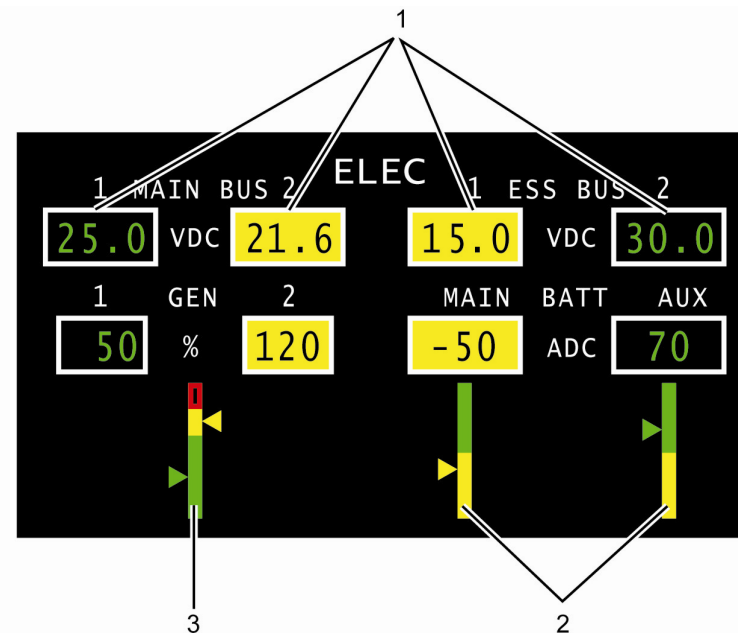 1
ELEC
1 MAIN BUS 2 1 ESS BUS 2
25.0 VDC 21.6 15.0 VDC 30.0
1 GEN 2 MAIN BATT AUX
50 % 120 -50 ADC 70
3 2